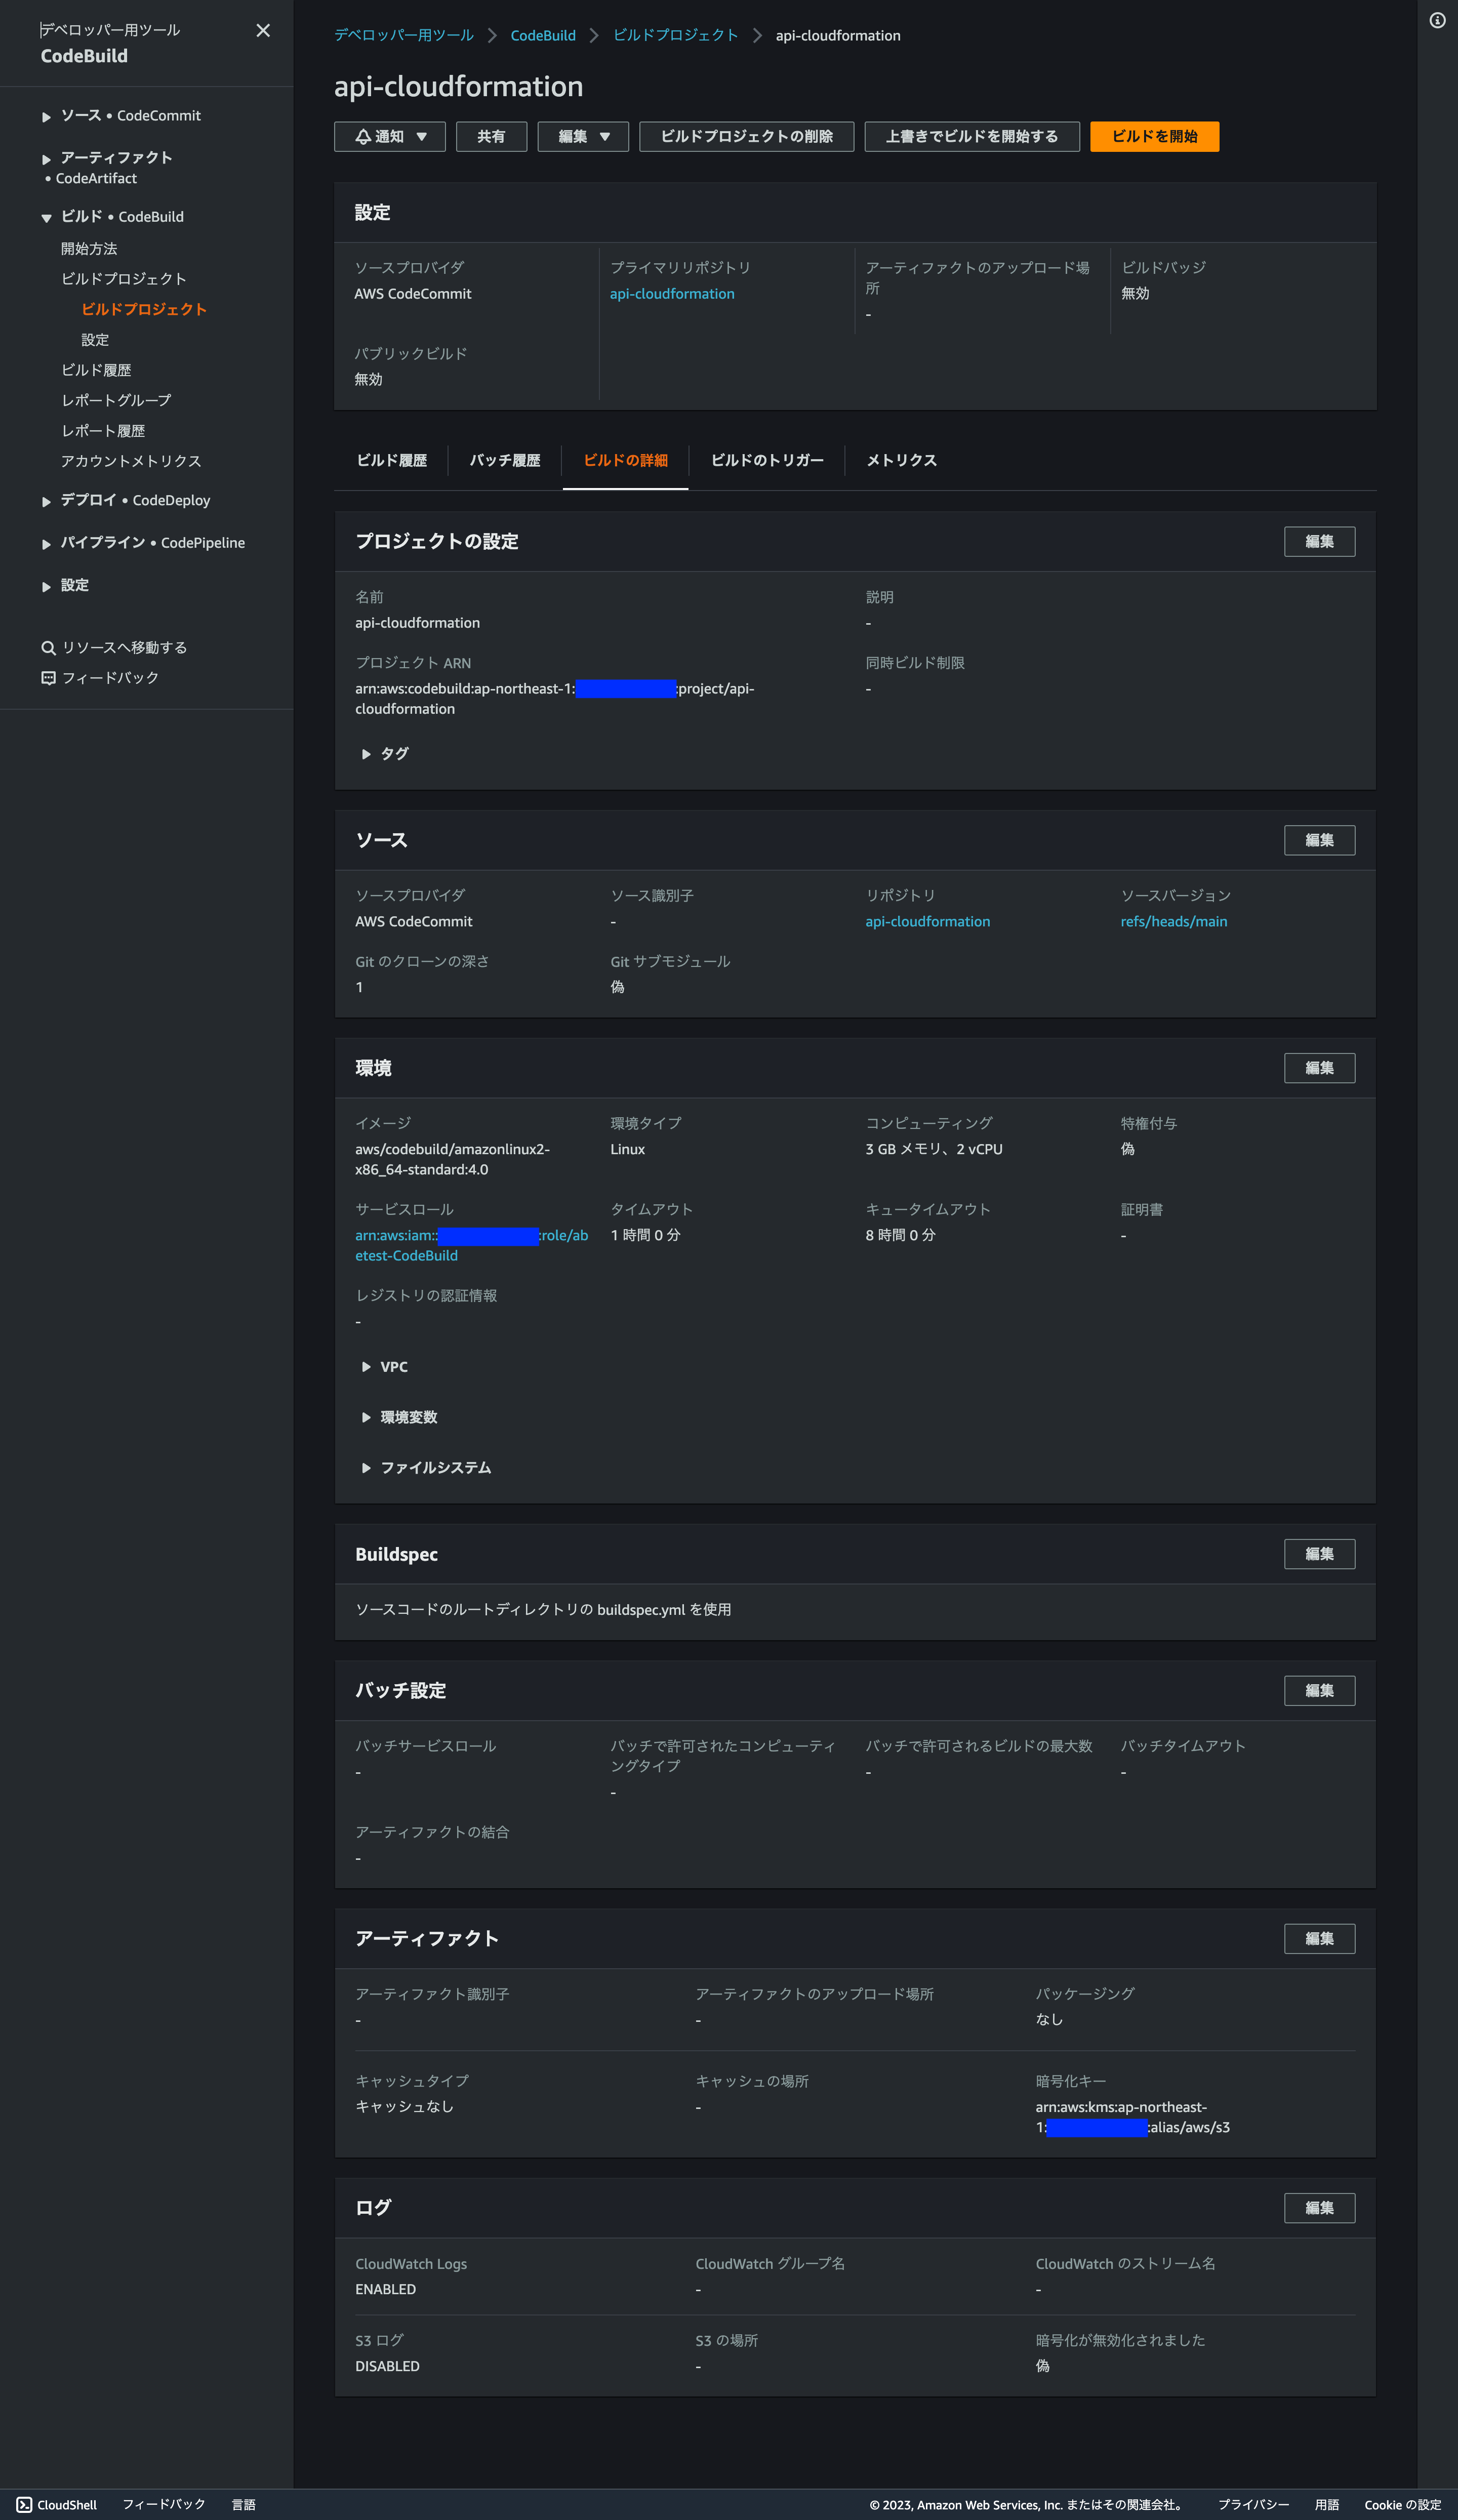 デベロッパー用ツール
CodeBuild
ソース • CodeCommit
アーティファクト
• CodeArtifact
ビルド • CodeBuild
開始方法
ビルドプロジェクト
ビルドプロジェクト
設定
ビルド履歴
レポートグループ
レポート履歴
アカウントメトリクス
デプロイ • CodeDeploy
パイプライン • CodePipeline
設定
リソースへ移動する
フィードバック
デベロッパー用ツール > CodeBuild > ビルドプロジェクト > api-cloudformation
api-cloudformation
通知 共有 編集 ビルドプロジェクトの削除 上書きでビルドを開始する ビルドを開始
設定
ソースプロバイダ
AWS CodeCommit
プライマリリポジトリ
api-cloudformation
アーティファクトのアップロード場
所
-
ビルドバッジ
無効
パブリックビルド
無効
ビルド履歴 バッチ履歴 ビルドの詳細 ビルドのトリガー メトリクス
プロジェクトの設定 編集
名前
api-cloudformation
説明
-
プロジェクト ARN
arn:aws:codebuild:ap-northeast-1: :project/api-
cloudformation
同時ビルド制限
-
タグ
ソース 編集
ソースプロバイダ
AWS CodeCommit
ソース識別子
-
リポジトリ
api-cloudformation
ソースバージョン
refs/heads/main
Git のクローンの深さ
1
Git サブモジュール
偽
環境 編集
イメージ
aws/codebuild/amazonlinux2-
x86_64-standard:4.0
環境タイプ
Linux
コンピューティング
3 GB メモリ、2 vCPU
特権付与
偽
サービスロール
arn:aws:iam:: :role/ab
etest-CodeBuild
タイムアウト
1 時間 0 分
キュータイムアウト
8 時間 0 分
証明書
-
レジストリの認証情報
-
VPC
環境変数
ファイルシステム
Buildspec 編集
ソースコードのルートディレクトリの buildspec.yml を使用
バッチ設定 編集
バッチサービスロール
-
バッチで許可されたコンピューティ
ングタイプ
-
バッチで許可されるビルドの最大数
-
バッチタイムアウト
-
アーティファクトの結合
-
アーティファクト 編集
アーティファクト識別子
-
アーティファクトのアップロード場所
-
パッケージング
なし
キャッシュタイプ
キャッシュなし
キャッシュの場所
-
暗号化キー
arn:aws:kms:ap-northeast-
1: :alias/aws/s3
ログ 編集
CloudWatch Logs
ENABLED
CloudWatch グループ名
-
CloudWatch のストリーム名
-
S3 ログ
DISABLED
S3 の場所
-
暗号化が無効化されました
偽
CloudShell フィードバック 言語 © 2023, Amazon Web Services, Inc. またはその関連会社。 プライバシー 用語 Cookie の設定